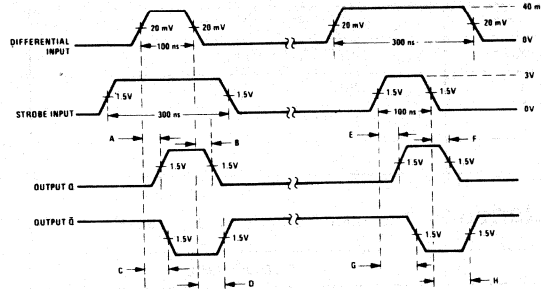 40 m
20 mV
20 mV
20 mV
20 mV
DIFFERENTIAL
INPUT
100 ns
300 ns
0V
3V
1.5V
1.5V
1.5V
1.5V
STROBE INPUT
300 ns
100 ns
0V
A
B
E
F
1.5V
1.5V
1.5V
1.5V
OUTPUT Q
OUTPUT Q̄
1.5V
1.5V
1.5V
1.5V
C
D
G
H